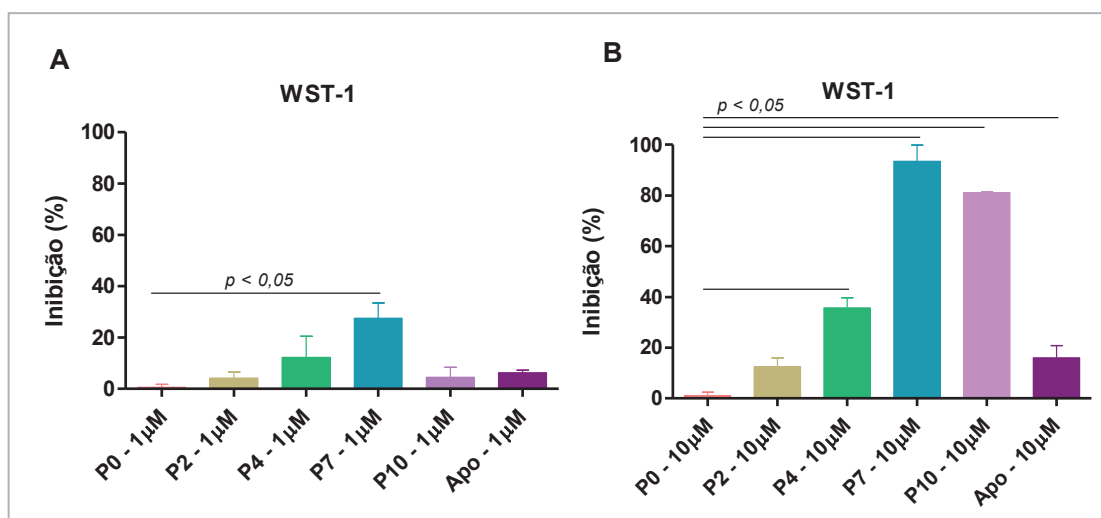 A
WST-1
Inibição (%)
100
80
60
40
20
0
p < 0,05
P0 - 1µM
P2 - 1µM
P4 - 1µM
P7 - 1µM
P10 - 1µM
Apo - 1µM
B
WST-1
p < 0,05
Inibição (%)
100
80
60
40
20
0
P0 - 10µM
P2 - 10µM
P4 - 10µM
P7 - 10µM
P10 - 10µM
Apo - 10µM